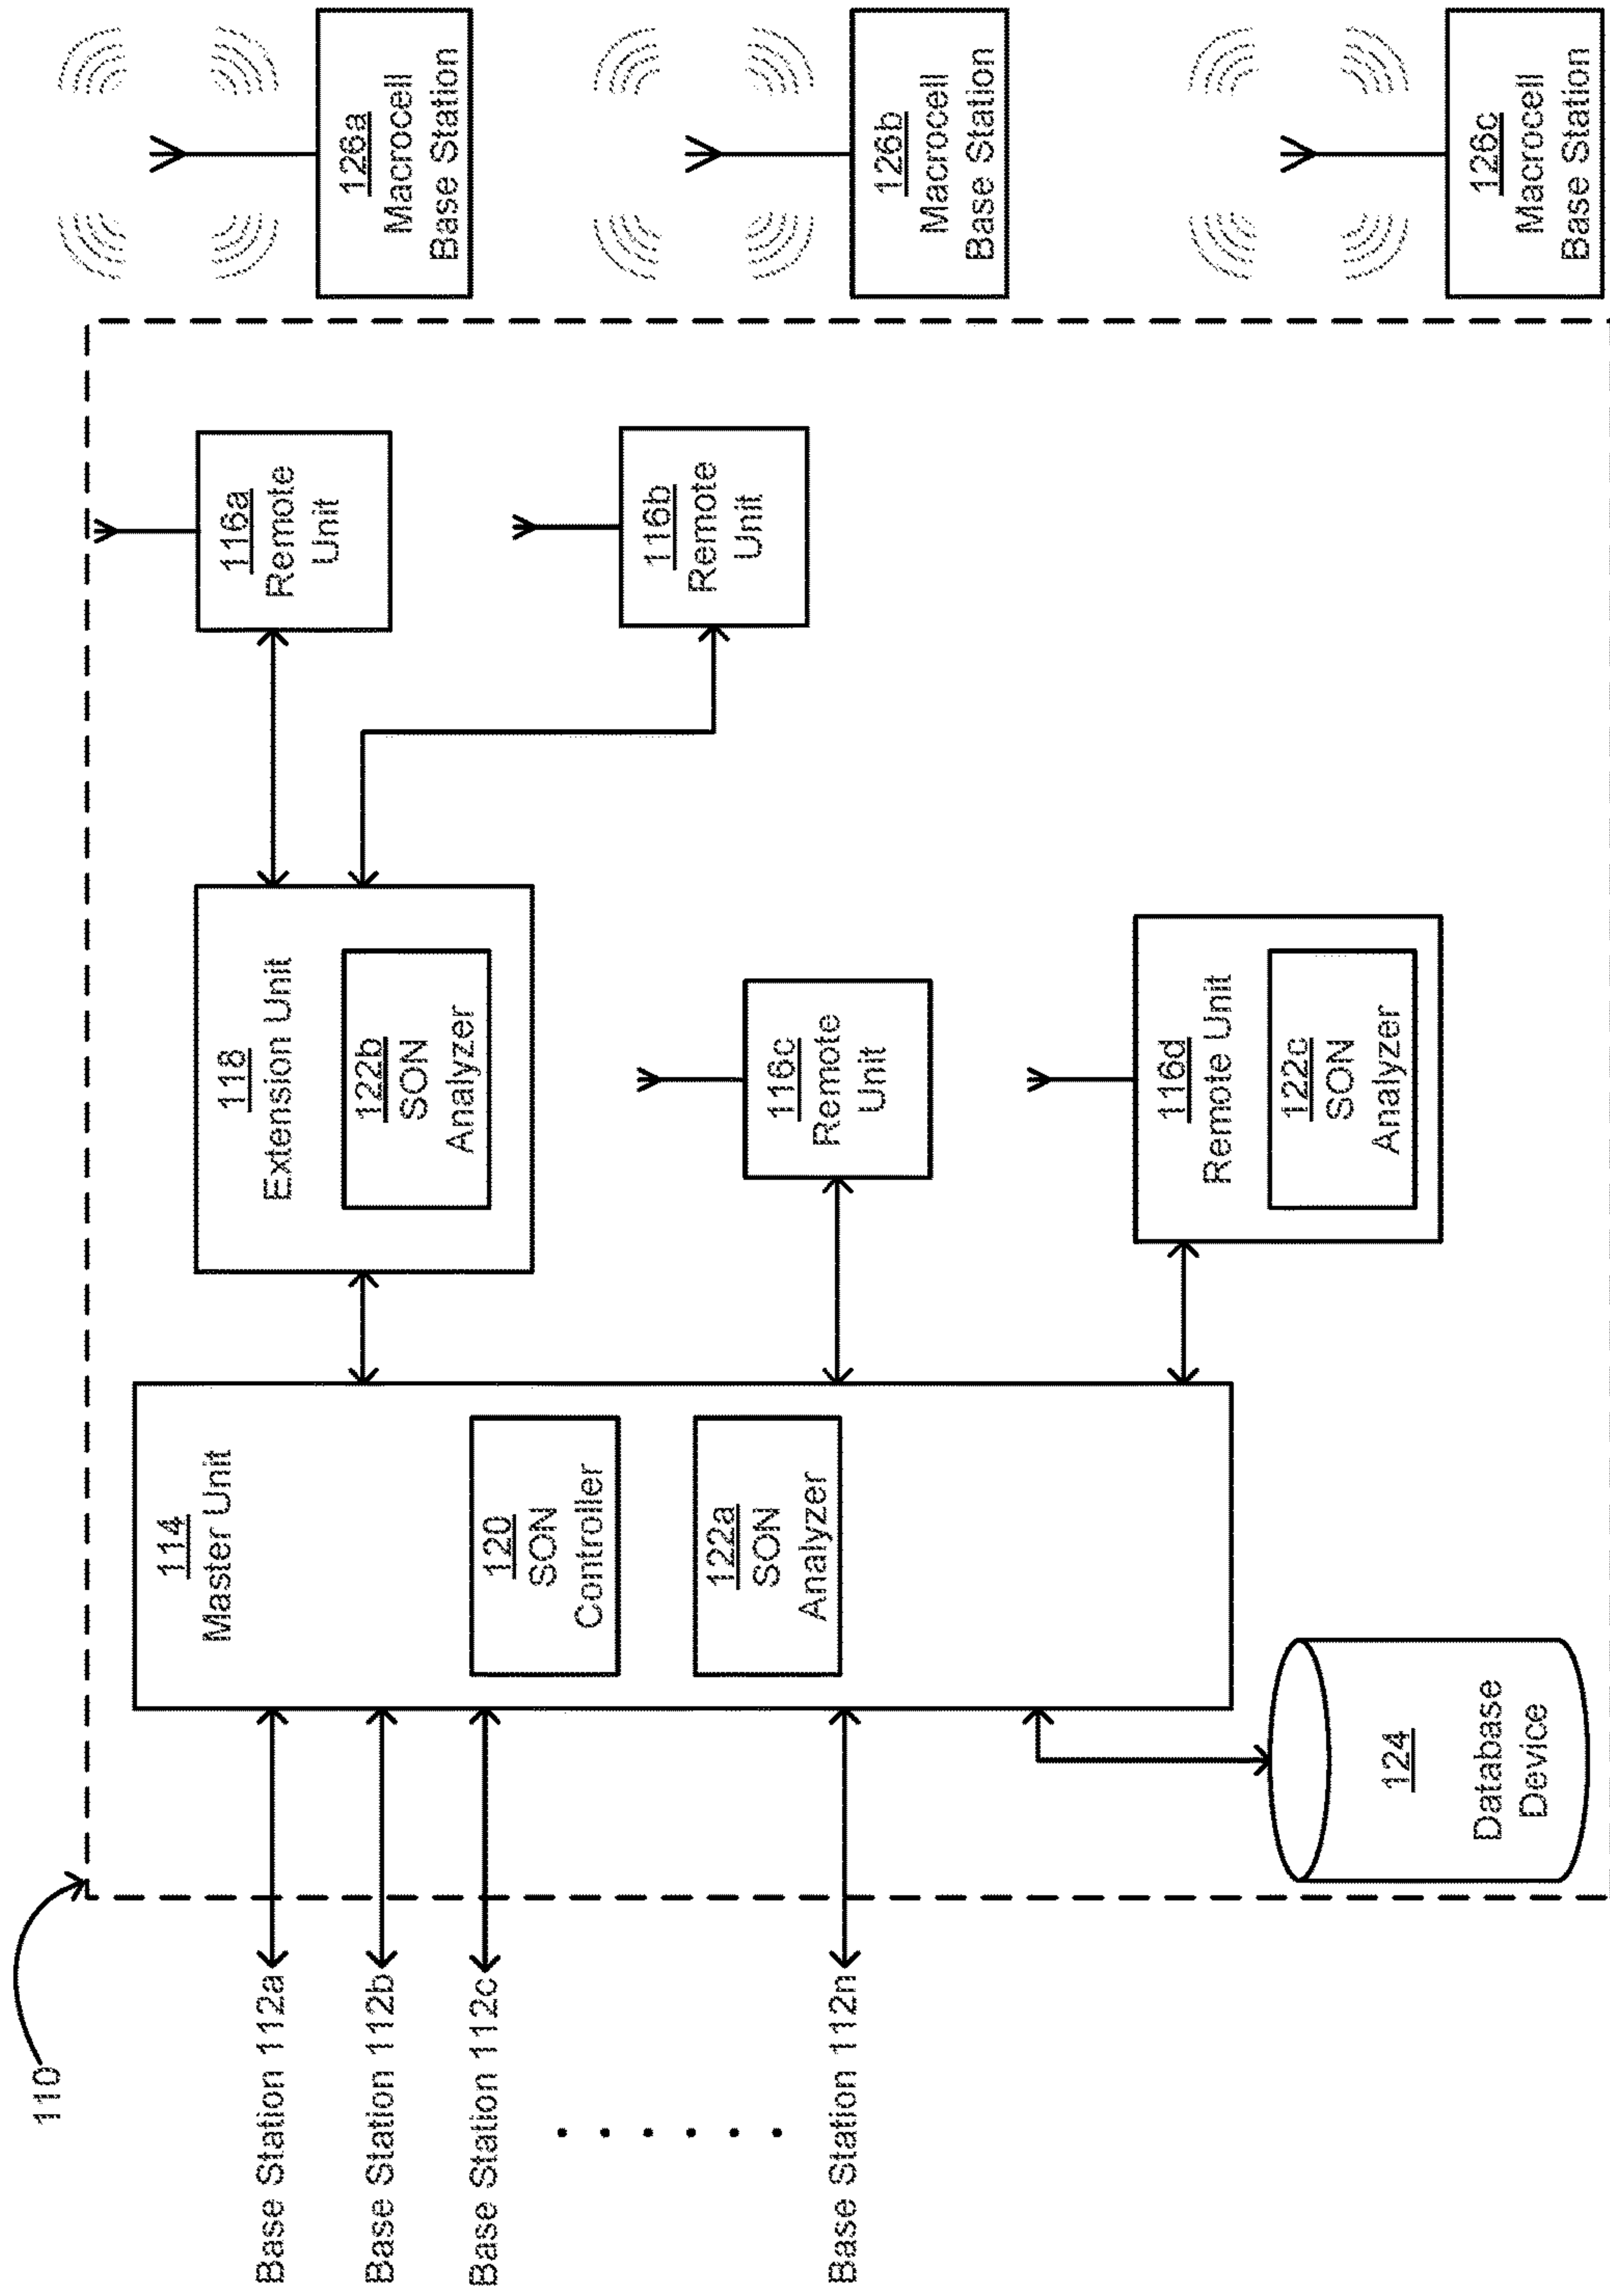 110
Base Station 112a
Base Station 112b
Base Station 112c
Base Station 112n
114
Master Unit
120
SON
Controller
122a
SON
Analyzer
124
Database
Device
118
Extension Unit
122b
SON
Analyzer
116a
Remote
Unit
116b
Remote
Unit
116c
Remote
Unit
116d
Remote Unit
122c
SON
Analyzer
126a
Macrocell
Base Station
126b
Macrocell
Base Station
126c
Macrocell
Base Station